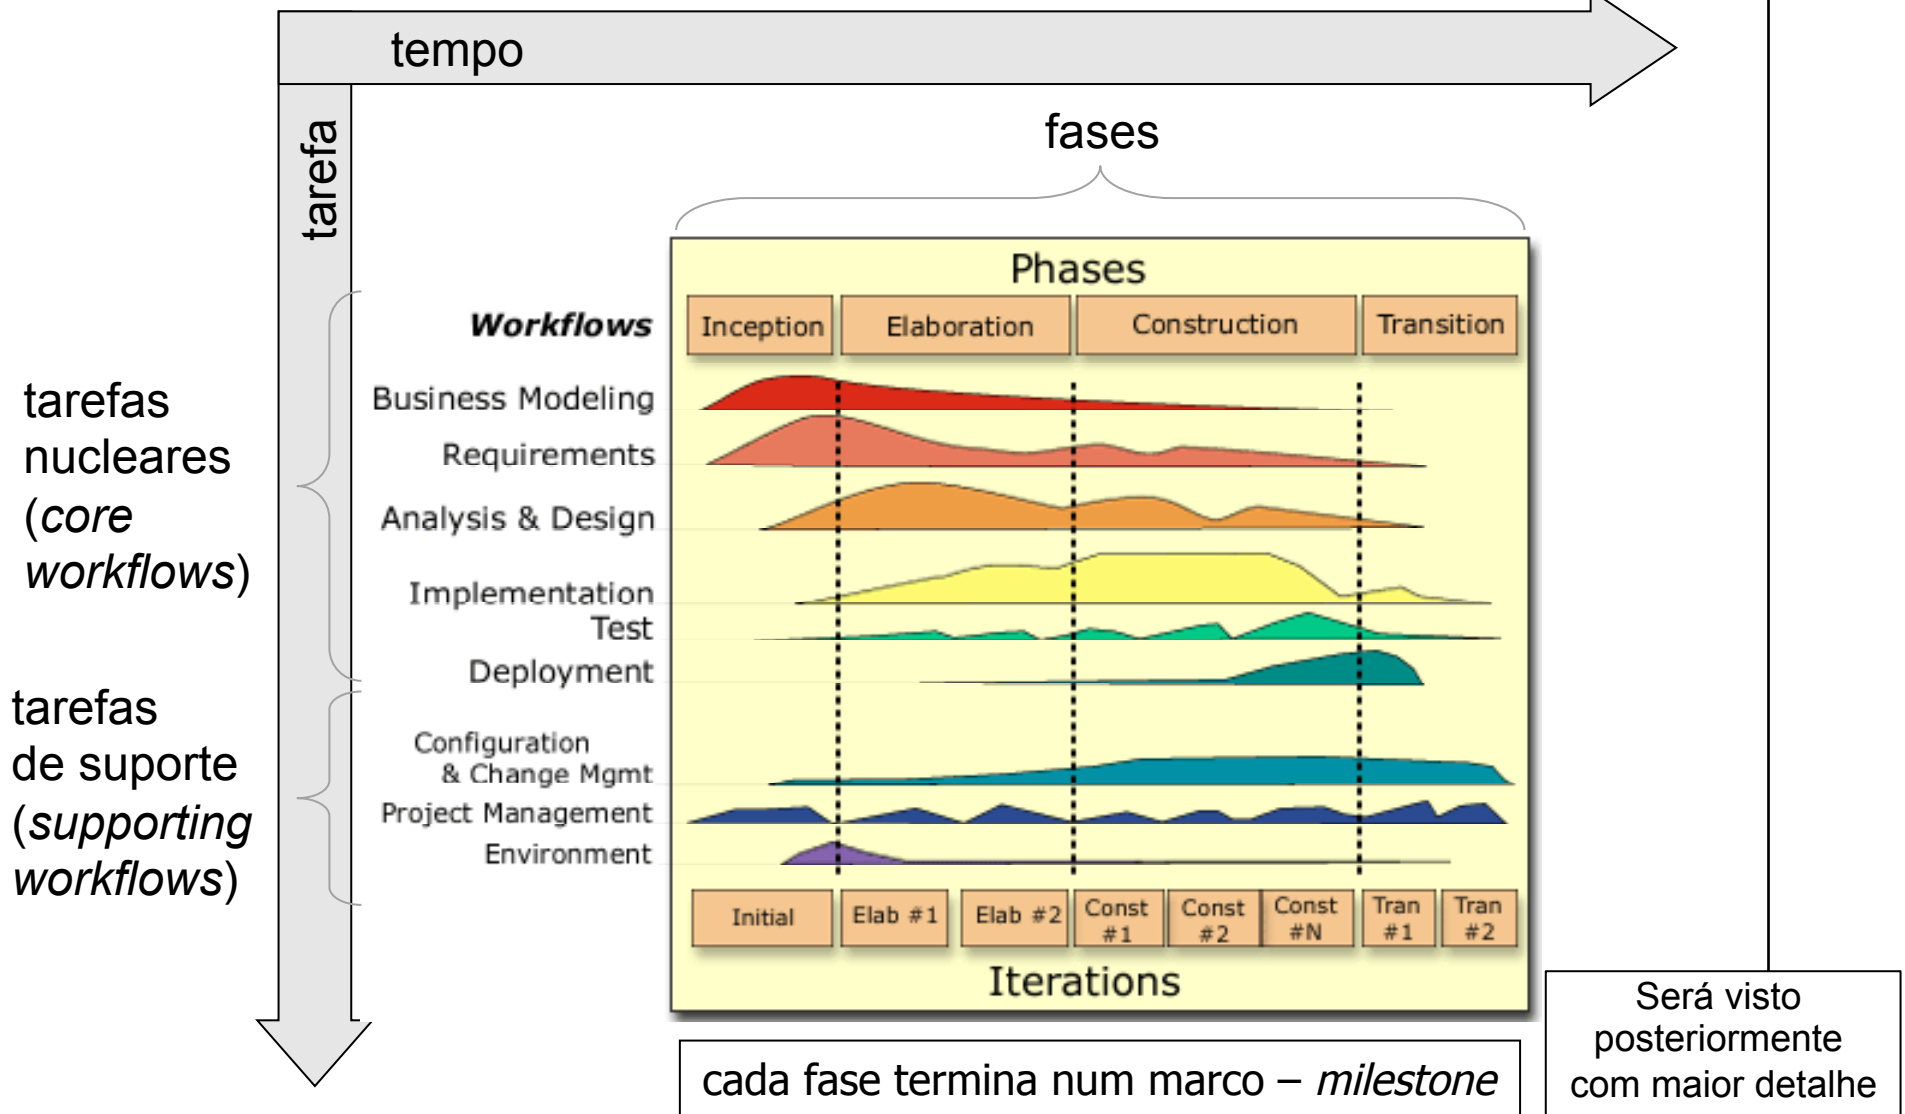 tempo
tarefa
fases
Phases
Workflows
Inception
Elaboration
Construction
Transition
tarefas
nucleares
(core
workflows)
Business Modeling
Requirements
Analysis & Design
Implementation
Test
Deployment
tarefas
de suporte
(supporting
workflows)
Configuration
& Change Mgmt
Project Management
Environment
Initial
Elab #1
Elab #2
Const
#1
Const
#2
Const
#N
Tran
#1
Tran
#2
Iterations
cada fase termina num marco – milestone
Será visto
posteriormente
com maior detalhe